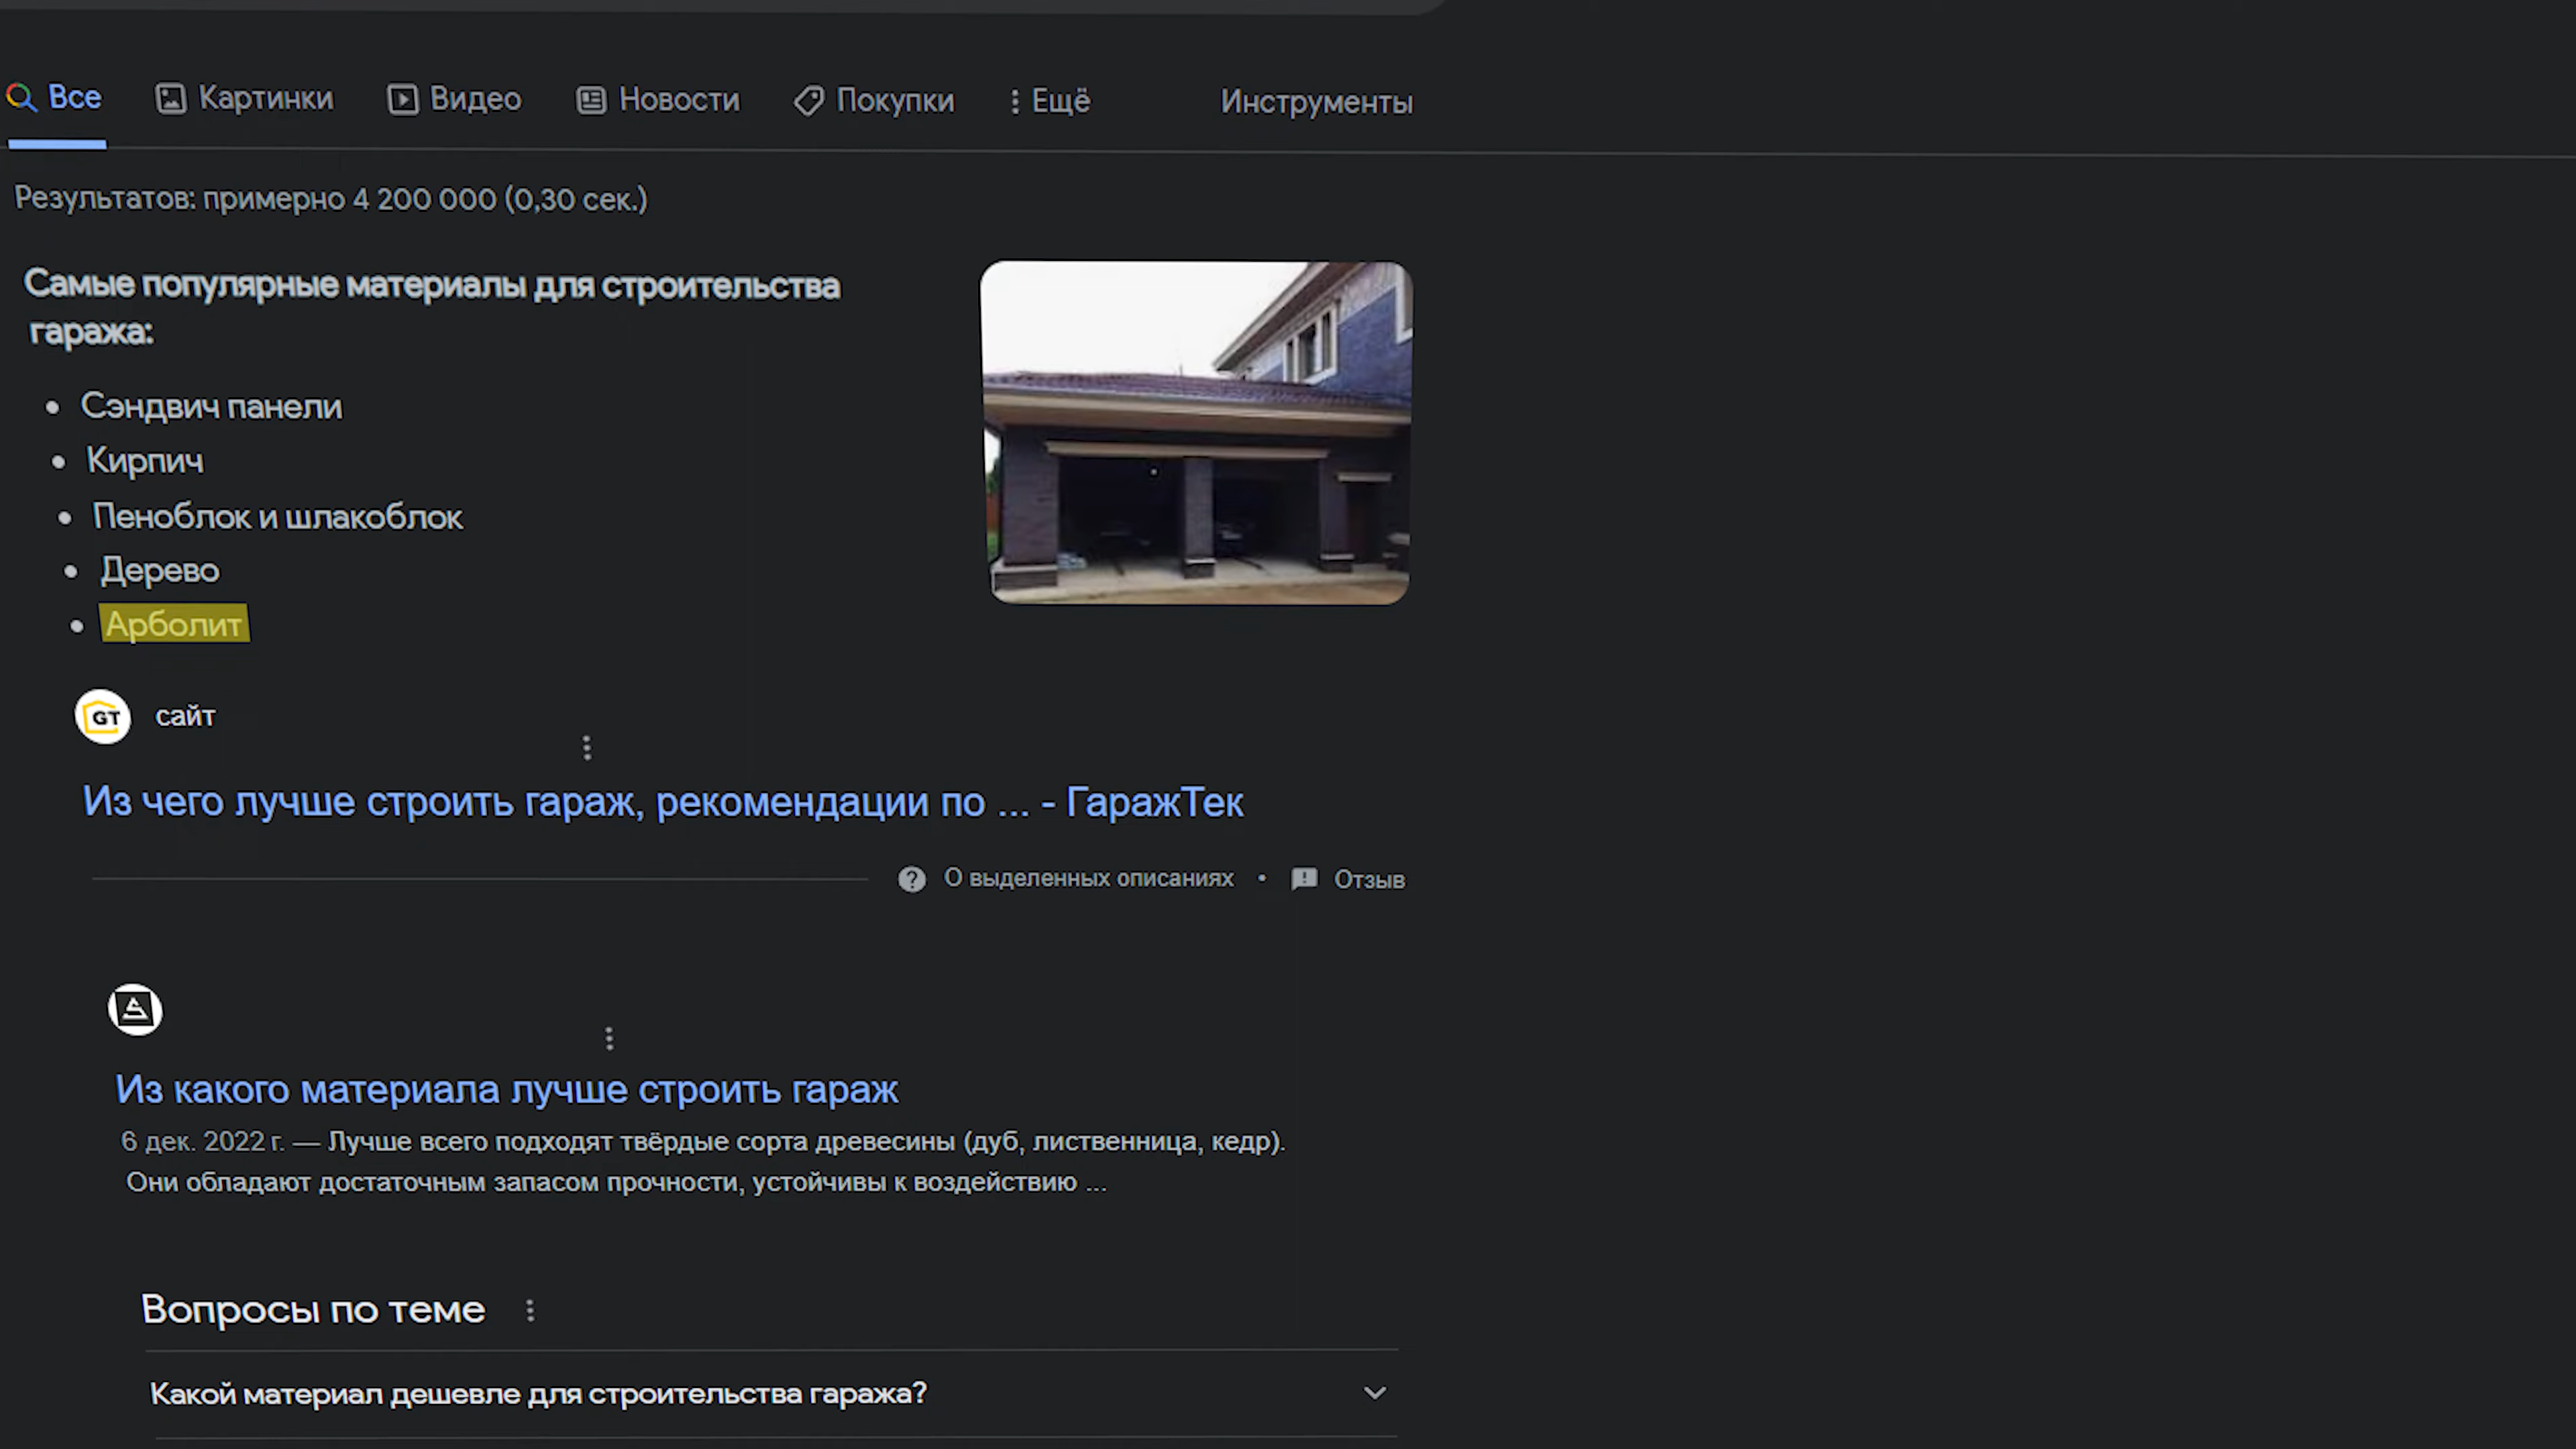 Все Картинки Видео Новости Покупки Ещё Инструменты
Результатов: примерно 4 200 000 (0,30 сек.)
Самые популярные материалы для строительства
гаража:
Сэндвич панели
Кирпич
Пеноблок и шлакоблок
Дерево
Арболит
GT сайт
Из чего лучше строить гараж, рекомендации по ... - ГаражТек
О выделенных описаниях • Отзыв
Из какого материала лучше строить гараж
6 дек. 2022 г. — Лучше всего подходят твёрдые сорта древесины (дуб, лиственница, кедр).
Они обладают достаточным запасом прочности, устойчивы к воздействию ...
Вопросы по теме
Какой материал дешевле для строительства гаража?